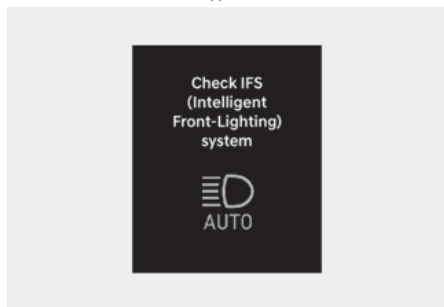 Check IFS
(Intelligent
Front-Lighting)
system
AUTO